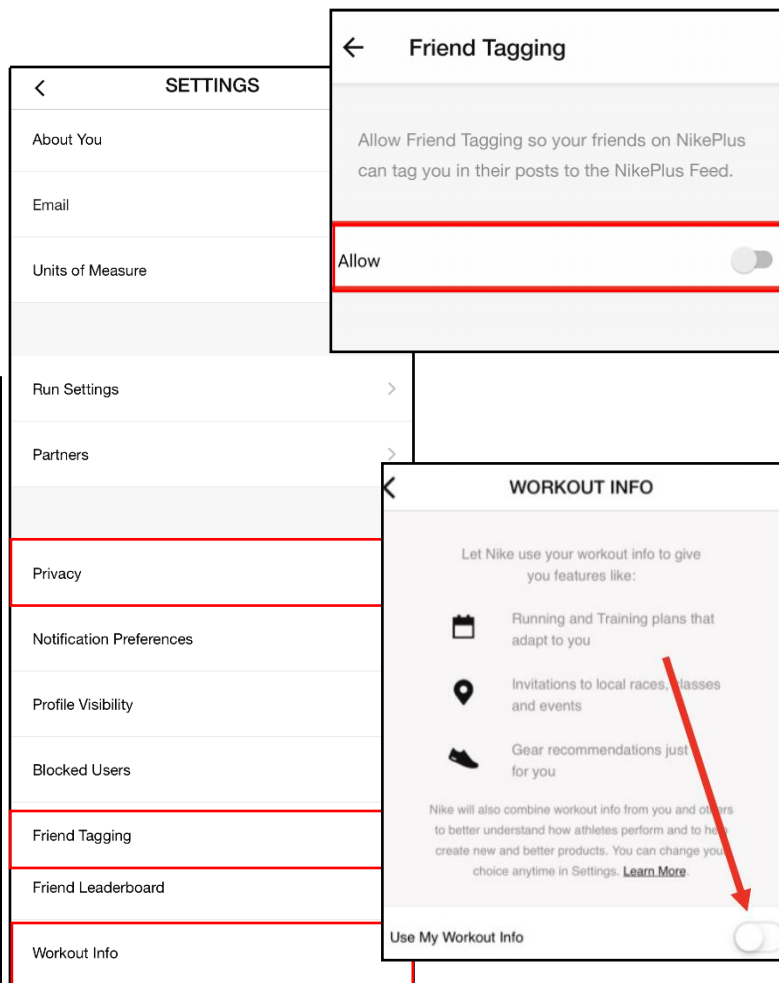 SETTINGS
About You
Email
Units of Measure
Run Settings
Partners
Privacy
Notification Preferences
Profile Visibility
Blocked Users
Friend Tagging
Friend Leaderboard
Workout Info
Friend Tagging
Allow Friend Tagging so your friends on NikePlus
can tag you in their posts to the NikePlus Feed.
Allow
WORKOUT INFO
Let Nike use your workout info to give
you features like:
Running and Training plans that
adapt to you
Invitations to local races, classes
and events
Gear recommendations just
for you
Nike will also combine workout info from you and others
to better understand how athletes perform and to help
create new and better products. You can change your
choice anytime in Settings. Learn More.
Use My Workout Info